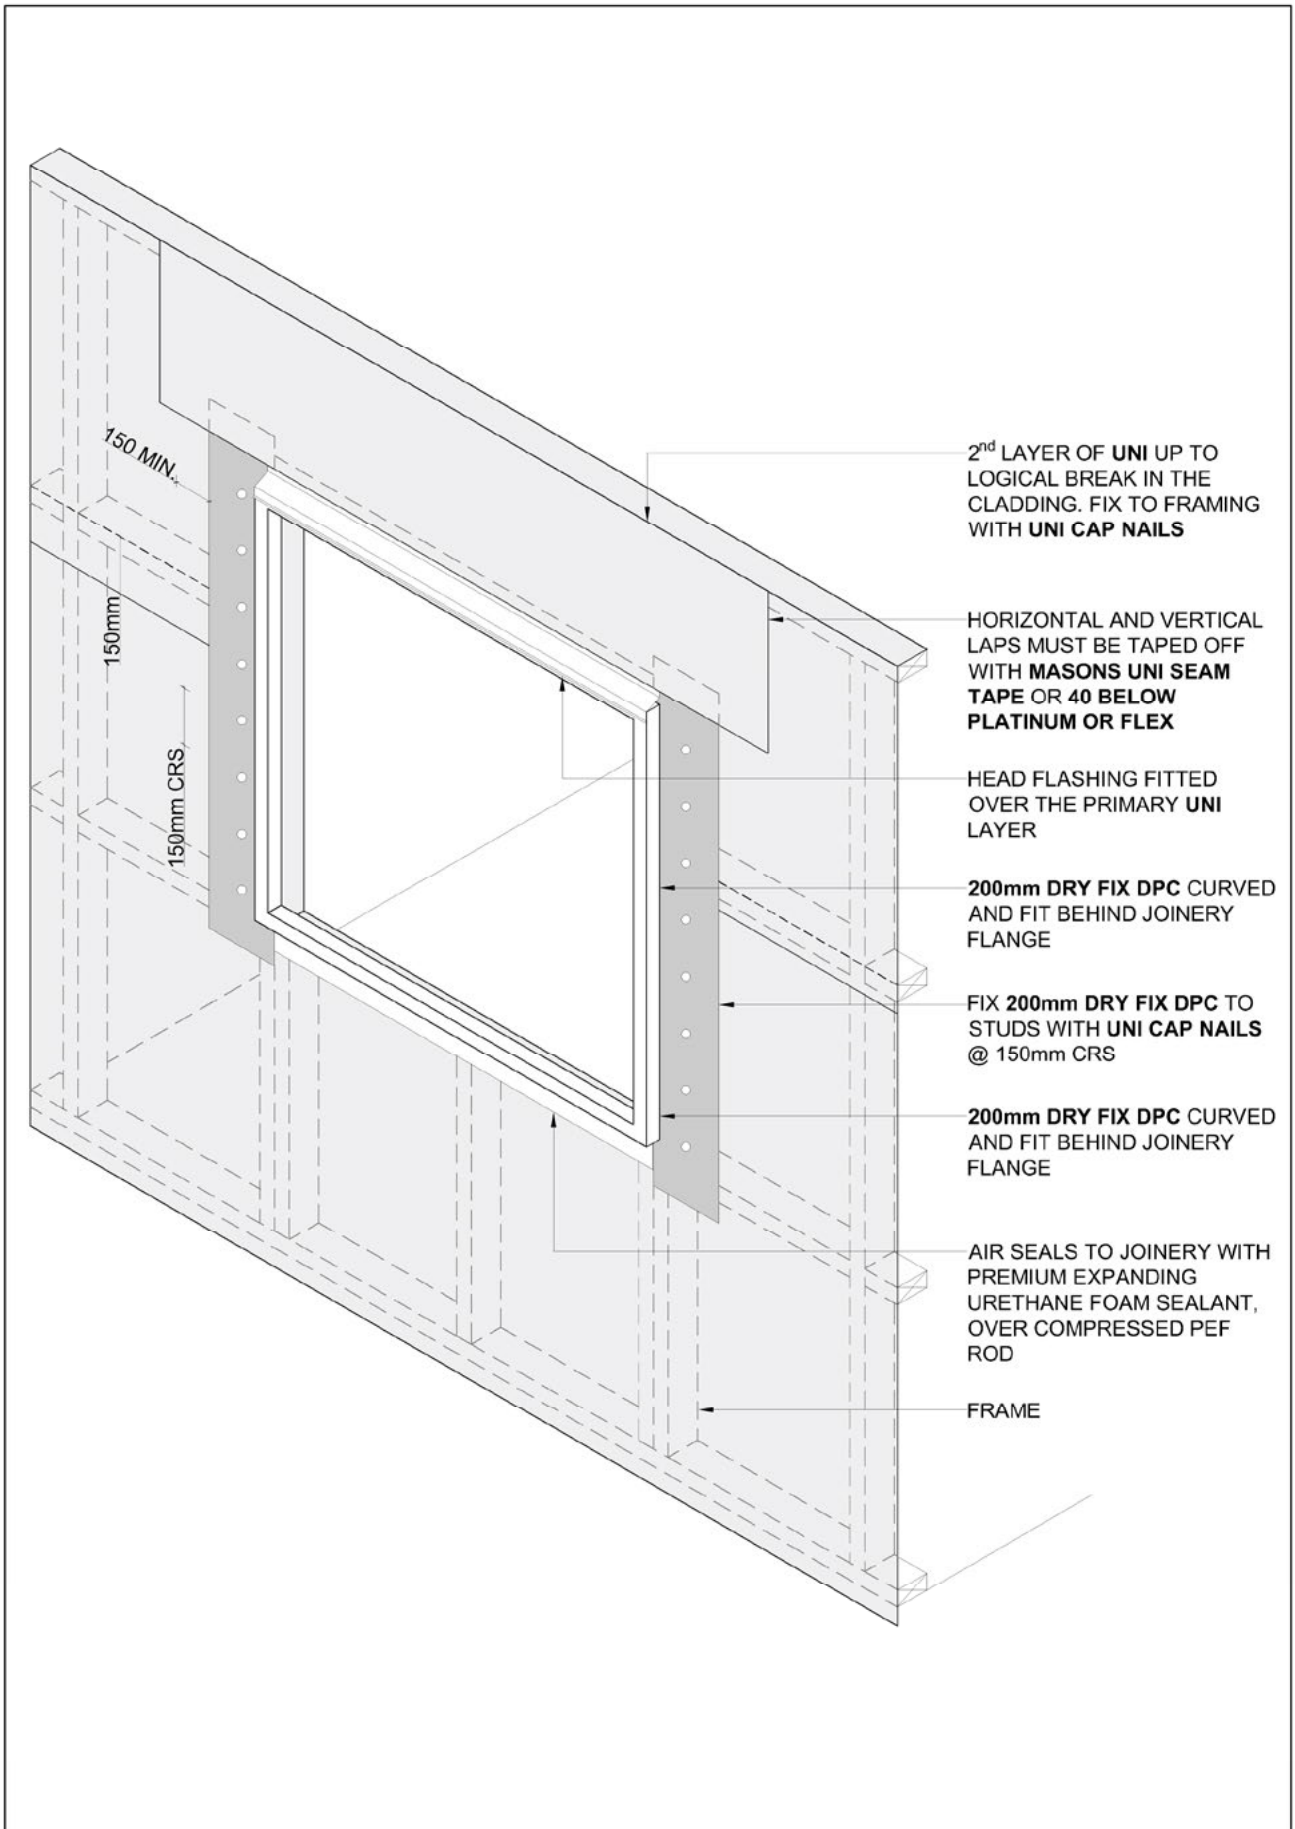 150 MIN.
150mm
150mm CRS
2nd LAYER OF UNI UP TO
LOGICAL BREAK IN THE
CLADDING. FIX TO FRAMING
WITH UNI CAP NAILS
HORIZONTAL AND VERTICAL
LAPS MUST BE TAPED OFF
WITH MASONS UNI SEAM
TAPE OR 40 BELOW
PLATINUM OR FLEX
HEAD FLASHING FITTED
OVER THE PRIMARY UNI
LAYER
200mm DRY FIX DPC CURVED
AND FIT BEHIND JOINERY
FLANGE
FIX 200mm DRY FIX DPC TO
STUDS WITH UNI CAP NAILS
@ 150mm CRS
200mm DRY FIX DPC CURVED
AND FIT BEHIND JOINERY
FLANGE
AIR SEALS TO JOINERY WITH
PREMIUM EXPANDING
URETHANE FOAM SEALANT,
OVER COMPRESSED PEF
ROD
FRAME